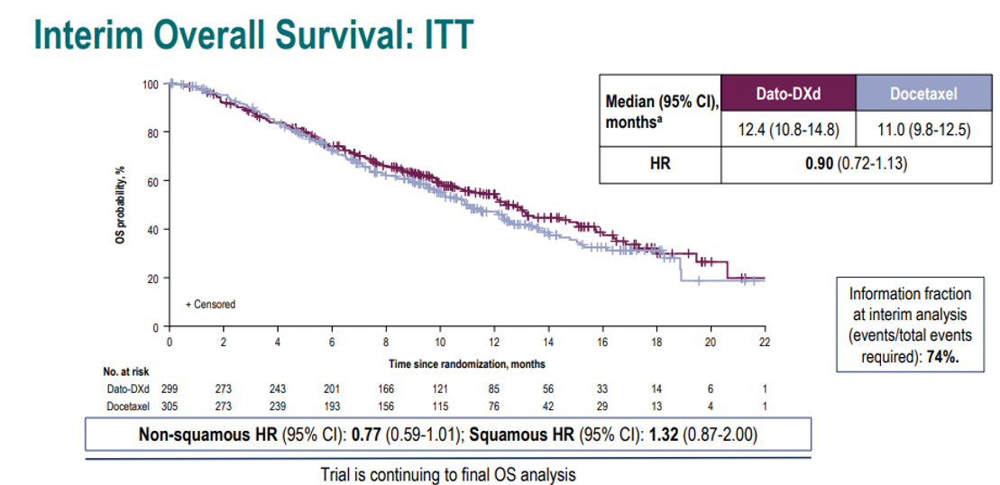 Interim Overall Survival: ITT
Median (95% CI), monthsᵃ
Dato-DXd
Docetaxel
12.4 (10.8-14.8)
11.0 (9.8-12.5)
HR
0.90 (0.72-1.13)
OS probability, %
100
80
60
40
20
0
+ Censored
0 2 4 6 8 10 12 14 16 18 20 22
Time since randomization, months
Information fraction
at interim analysis
(events/total events
required): 74%.
No. at risk
Dato-DXd 299 273 243 201 166 121 85 56 33 14 6 1
Docetaxel 305 273 239 193 156 115 76 42 29 13 4 1
Non-squamous HR (95% CI): 0.77 (0.59-1.01); Squamous HR (95% CI): 1.32 (0.87-2.00)
Trial is continuing to final OS analysis